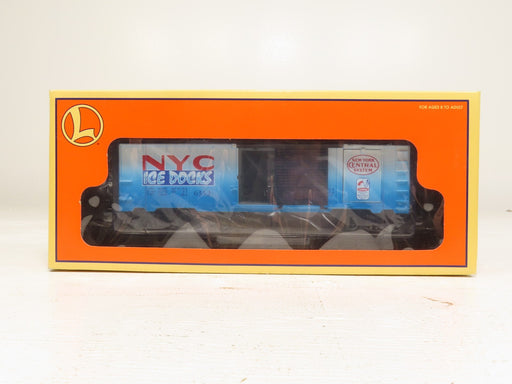 L
FOR AGES 8 TO ADULT
NYC
ICE DOCKS
NEW YORK
CENTRAL
SYSTEM